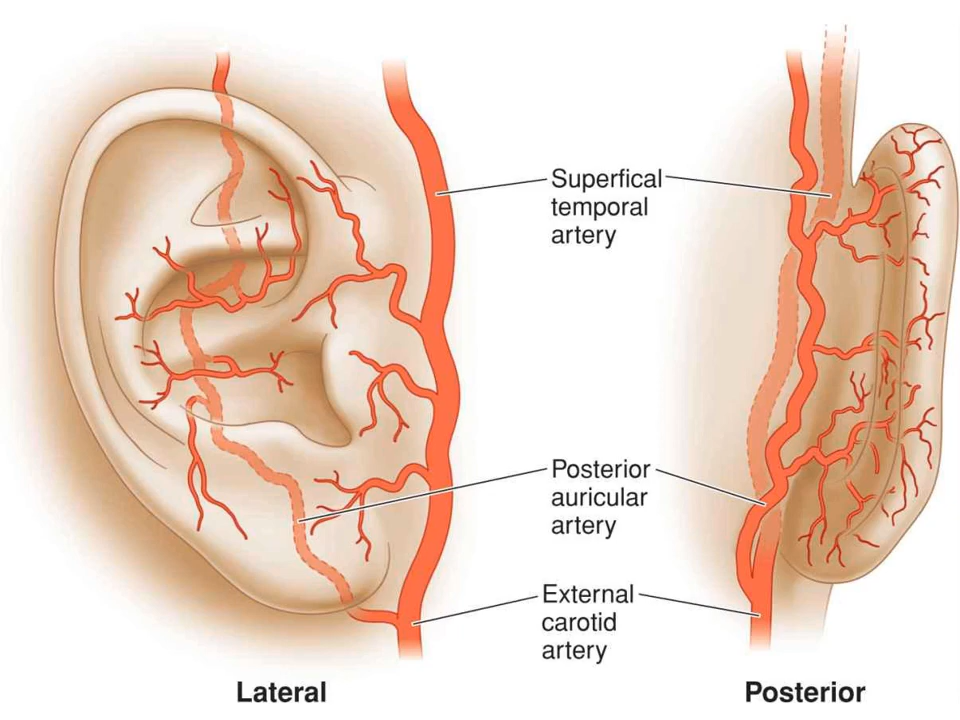 Superfical
temporal
artery
Posterior
auricular
artery
External
carotid
artery
Lateral
Posterior